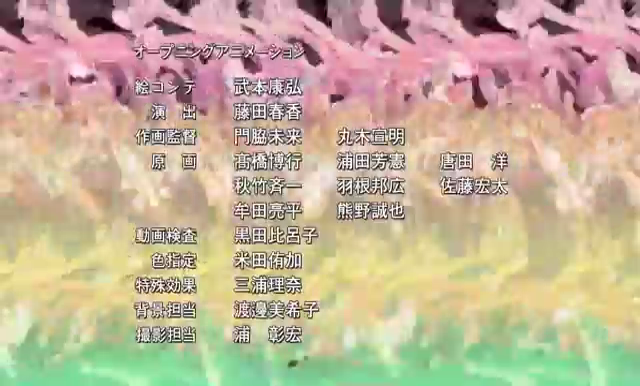 オープニングアニメーション
絵コンテ 武本康弘
演　出 藤田春香
作画監督 門脇未来 丸木宣明
原　画 髙橋博行 浦田芳憲 唐田　洋
秋竹斉一 羽根邦広 佐藤宏太
牟田亮平 熊野誠也
動画検査 黒田比呂子
色指定 米田侑加
特殊効果 三浦理奈
背景担当 渡邊美希子
撮影担当 浦　彰宏